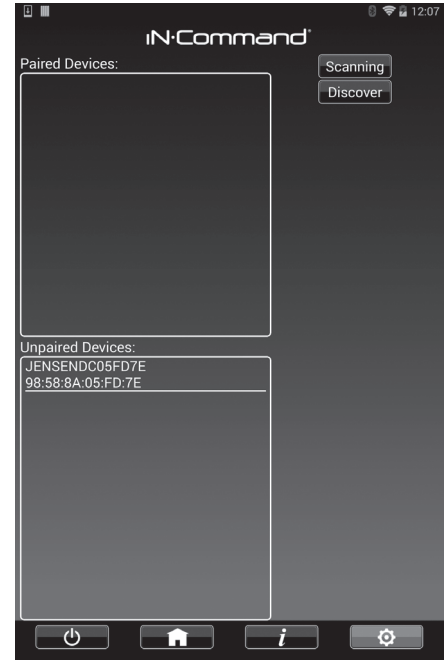 12:07
iN·Command
Paired Devices:
Scanning
Discover
Unpaired Devices:
JENSENDC05FD7E
98:58:8A:05:FD:7E
i